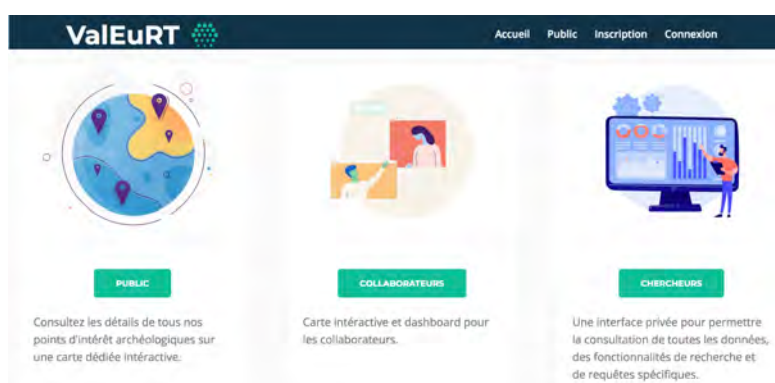 ValEuRT
Accueil Public Inscription Connexion
PUBLIC
Consultez les détails de tous nos
points d'intérêt archéologiques sur
une carte dédiée intéractive.
COLLABORATEURS
Carte intéractive et dashboard pour
les collaborateurs.
CHERCHEURS
Une interface privée pour permettre
la consultation de toutes les données,
des fonctionnalités de recherche et
de requêtes spécifiques.